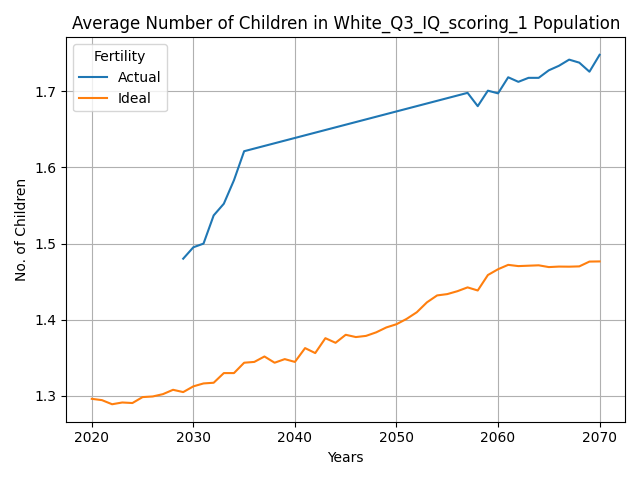 Average Number of Children in White_Q3_IQ_scoring_1 Population
Fertility
Actual
Ideal
No. of Children
1.7
1.6
1.5
1.4
1.3
2020 2030 2040 2050 2060 2070
Years